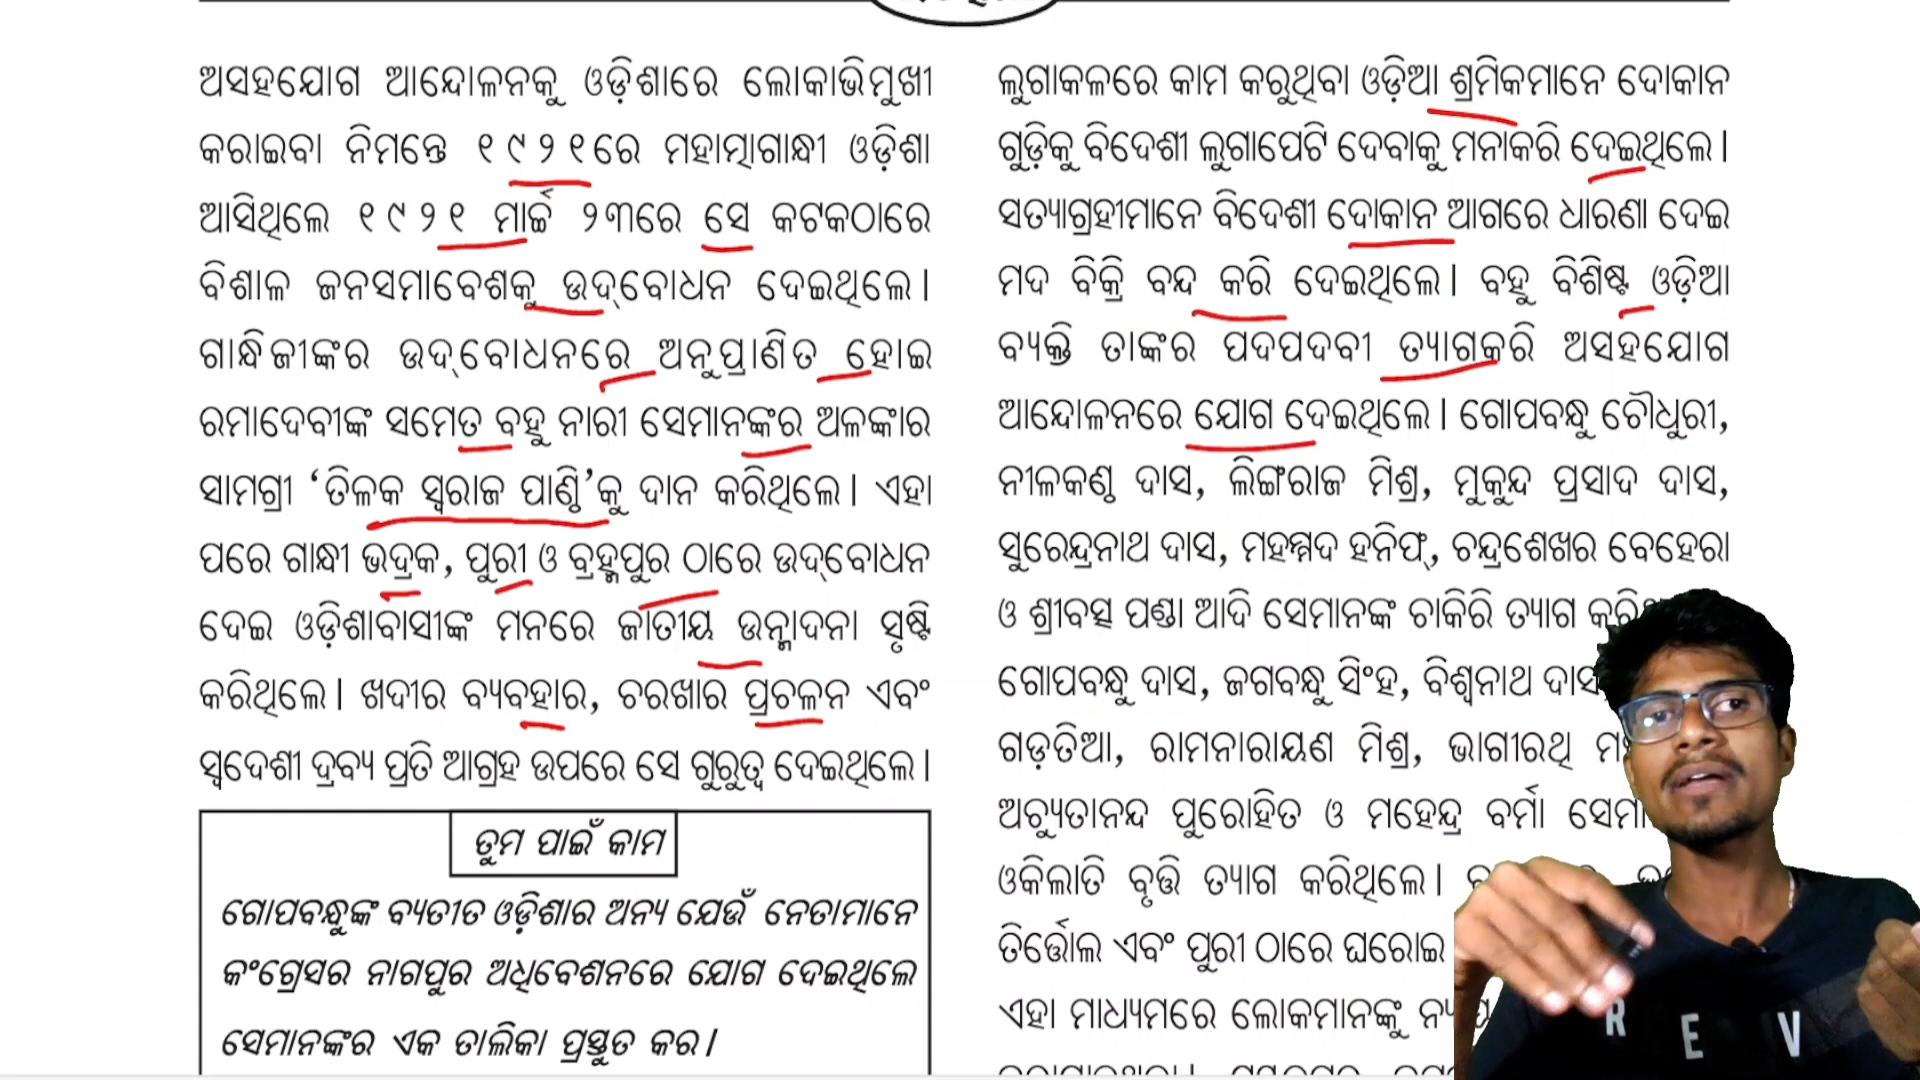 ଅସହଯୋଗ ଆନ୍ଦୋଳନକୁ ଓଡ଼ିଶାରେ ଲୋକାଭିମୁଖୀ
କରାଇବା ନିମନ୍ତେ ୧୯୨୧ରେ ମହାତ୍ମାଗାନ୍ଧୀ ଓଡ଼ିଶା
ଆସିଥିଲେ ୧୯୨୧ ମାର୍ଚ୍ଚ ୨୩ରେ ସେ କଟକଠାରେ
ବିଶାଳ ଜନସମାବେଶକୁ ଉଦ୍‌ବୋଧନ ଦେଇଥିଲେ।
ଗାନ୍ଧିଜୀଙ୍କର ଉଦ୍‌ବୋଧନରେ ଅନୁପ୍ରାଣିତ ହୋଇ
ରମାଦେବୀଙ୍କ ସମେତ ବହୁ ନାରୀ ସେମାନଙ୍କର ଅଳଙ୍କାର
ସାମଗ୍ରୀ ‘ତିଳକ ସ୍ୱରାଜ ପାଣ୍ଠି’କୁ ଦାନ କରିଥିଲେ। ଏହା
ପରେ ଗାନ୍ଧୀ ଭଦ୍ରକ, ପୁରୀ ଓ ବ୍ରହ୍ମପୁର ଠାରେ ଉଦ୍‌ବୋଧନ
ଦେଇ ଓଡ଼ିଶାବାସୀଙ୍କ ମନରେ ଜାତୀୟ ଉନ୍ମାଦନା ସୃଷ୍ଟି
କରିଥିଲେ। ଖଦୀର ବ୍ୟବହାର, ଚରଖାର ପ୍ରଚଳନ ଏବଂ
ସ୍ୱଦେଶୀ ଦ୍ରବ୍ୟ ପ୍ରତି ଆଗ୍ରହ ଉପରେ ସେ ଗୁରୁତ୍ୱ ଦେଇଥିଲେ।
ତୁମ ପାଇଁ କାମ
ଗୋପବନ୍ଧୁଙ୍କ ବ୍ୟତୀତ ଓଡ଼ିଶାର ଅନ୍ୟ ଯେଉଁ ନେତାମାନେ
କଂଗ୍ରେସର ନାଗପୁର ଅଧିବେଶନରେ ଯୋଗ ଦେଇଥିଲେ
ସେମାନଙ୍କର ଏକ ତାଲିକା ପ୍ରସ୍ତୁତ କର।
ଲୁଗାକଳରେ କାମ କରୁଥିବା ଓଡ଼ିଆ ଶ୍ରମିକମାନେ ଦୋକାନ
ଗୁଡ଼ିକୁ ବିଦେଶୀ ଲୁଗାପେଟି ଦେବାକୁ ମନାକରି ଦେଇଥିଲେ।
ସତ୍ୟାଗ୍ରହୀମାନେ ବିଦେଶୀ ଦୋକାନ ଆଗରେ ଧାରଣା ଦେଇ
ମଦ ବିକ୍ରି ବନ୍ଦ କରି ଦେଇଥିଲେ। ବହୁ ବିଶିଷ୍ଟ ଓଡ଼ିଆ
ବ୍ୟକ୍ତି ତାଙ୍କର ପଦପଦବୀ ତ୍ୟାଗକରି ଅସହଯୋଗ
ଆନ୍ଦୋଳନରେ ଯୋଗ ଦେଇଥିଲେ। ଗୋପବନ୍ଧୁ ଚୌଧୁରୀ,
ନୀଳକଣ୍ଠ ଦାସ, ଲିଙ୍ଗରାଜ ମିଶ୍ର, ମୁକୁନ୍ଦ ପ୍ରସାଦ ଦାସ,
ସୁରେନ୍ଦ୍ରନାଥ ଦାସ, ମହମ୍ମଦ ହନିଫ୍, ଚନ୍ଦ୍ରଶେଖର ବେହେରା
ଓ ଶ୍ରୀବତ୍ସ ପଣ୍ଡା ଆଦି ସେମାନଙ୍କ ଚାକିରି ତ୍ୟାଗ
ଗୋପବନ୍ଧୁ ଦାସ, ଜଗବନ୍ଧୁ ସିଂହ, ବିଶ୍ୱନାଥ ଦାସ
ଗଡ଼ତିଆ, ରାମନାରାୟଣ ମିଶ୍ର, ଭାଗୀରଥି
ଅଚ୍ୟୁତାନନ୍ଦ ପୁରୋହିତ ଓ ମହେନ୍ଦ୍ର ବର୍ମା
ଓକିଲାତି ବୃତ୍ତି ତ୍ୟାଗ କରିଥିଲେ।
ତିର୍ତ୍ତୋଲ ଏବଂ ପୁରୀ ଠାରେ ଘରୋଇ
ଏହା ମାଧ୍ୟମରେ ଲୋକମାନଙ୍କୁ
R E V